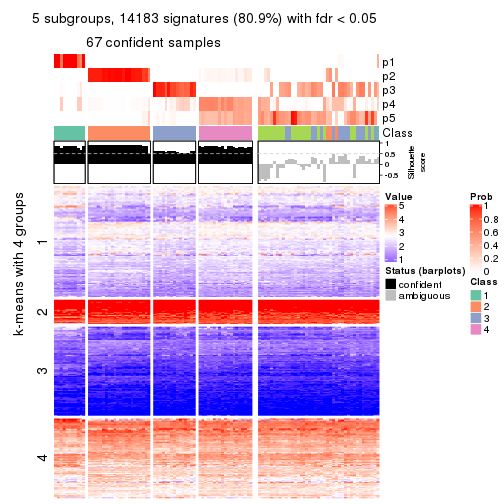 5 subgroups, 14183 signatures (80.9%) with fdr < 0.05
67 confident samples
p1
p2
p3
p4
p5
Class
1
0.5
0
-0.5
Silhouette
score
k-means with 4 groups
1
2
3
4
Value
5
4
3
2
1
Status (barplots)
confident
ambiguous
Prob
1
0.8
0.6
0.4
0.2
0
Class
1
2
3
4